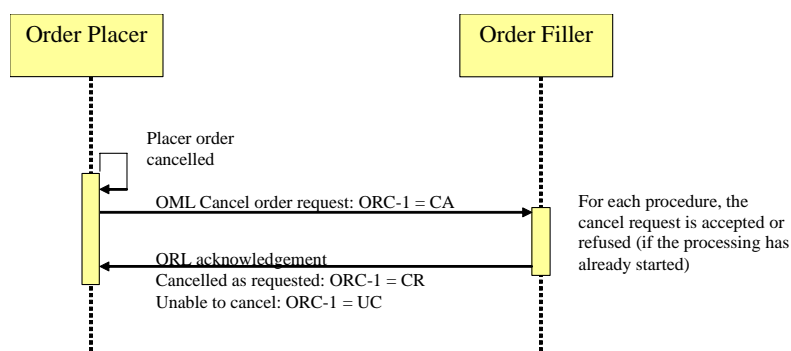 Order Placer
Order Filler
Placer order
cancelled
OML Cancel order request: ORC-1 = CA
For each procedure, the
cancel request is accepted or
refused (if the processing has
already started)
ORL acknowledgement
Cancelled as requested: ORC-1 = CR
Unable to cancel: ORC-1 = UC